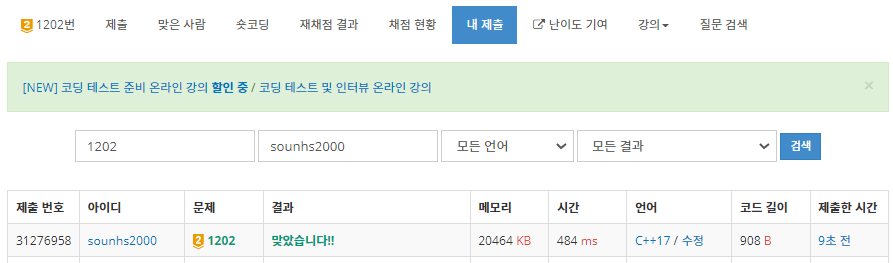 2 1202번 제출 맞은 사람 숏코딩 재채점 결과 채점 현황 내 제출 난이도 기여 강의 질문 검색
[NEW] 코딩 테스트 준비 온라인 강의 할인 중 / 코딩 테스트 및 인터뷰 온라인 강의 ×
1202 sounhs2000 모든 언어 모든 결과 검색
제출 번호 아이디 문제 결과 메모리 시간 언어 코드 길이 제출한 시간
31276958 sounhs2000 2 1202 맞았습니다!! 20464 KB 484 ms C++17 / 수정 908 B 9초 전